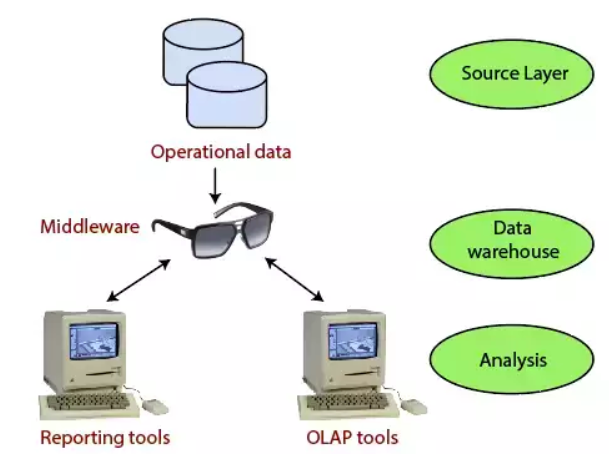 Source Layer
Operational data
Middleware
Data
warehouse
Analysis
Reporting tools
OLAP tools